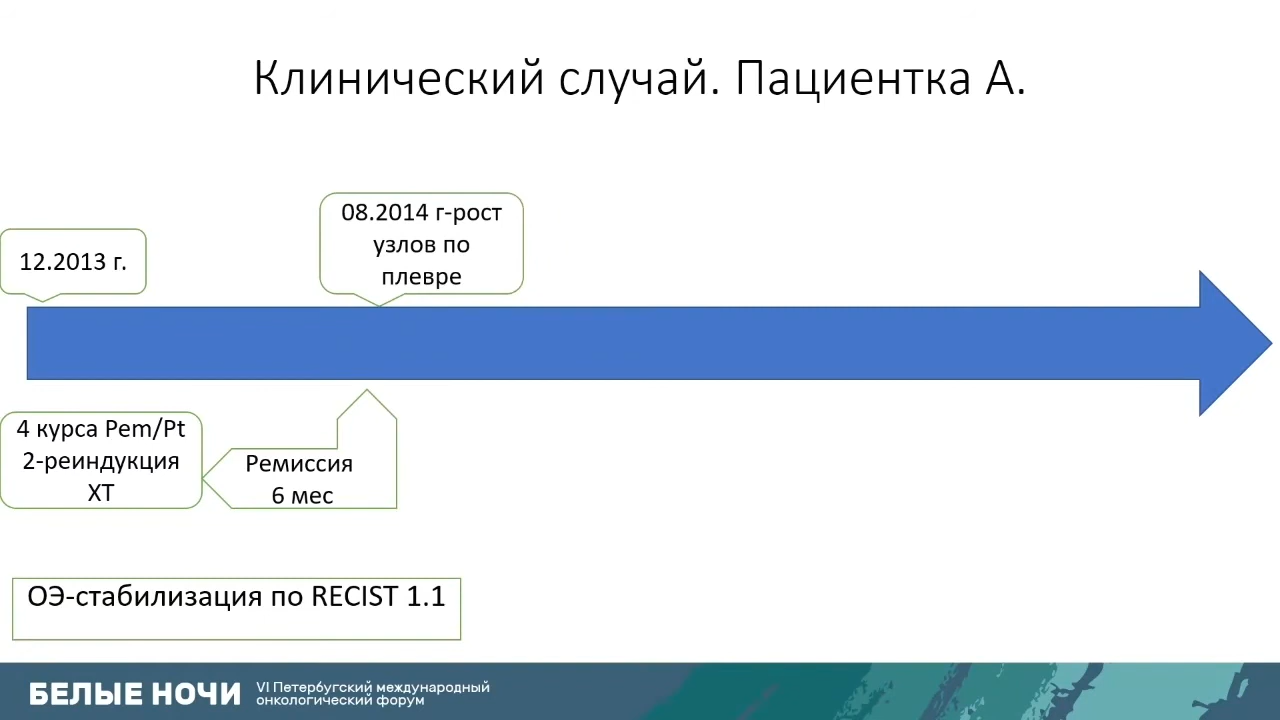 Клинический случай. Пациентка А.
08.2014 г-рост
узлов по
плевре
12.2013 г.
4 курса Pem/Pt
2-реиндукция
ХТ
Ремиссия
6 мес
ОЭ-стабилизация по RECIST 1.1
БЕЛЫЕ НОЧИ
VI Петербургский международный
онкологический форум